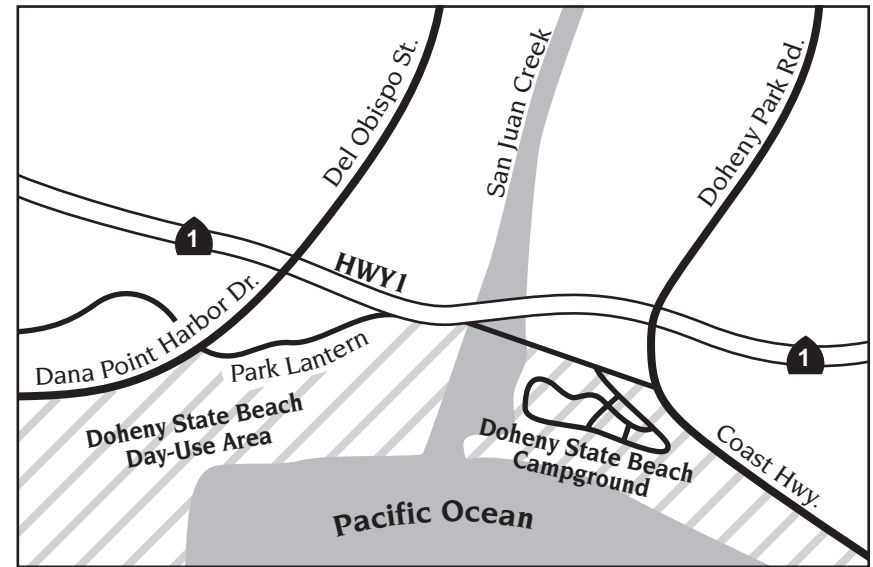 Del Obispo St.
San Juan Creek
Doheny Park Rd.
1
HWY1
Dana Point Harbor Dr.
Park Lantern
1
Doheny State Beach
Day-Use Area
Doheny State Beach
Campground
Coast Hwy.
Pacific Ocean